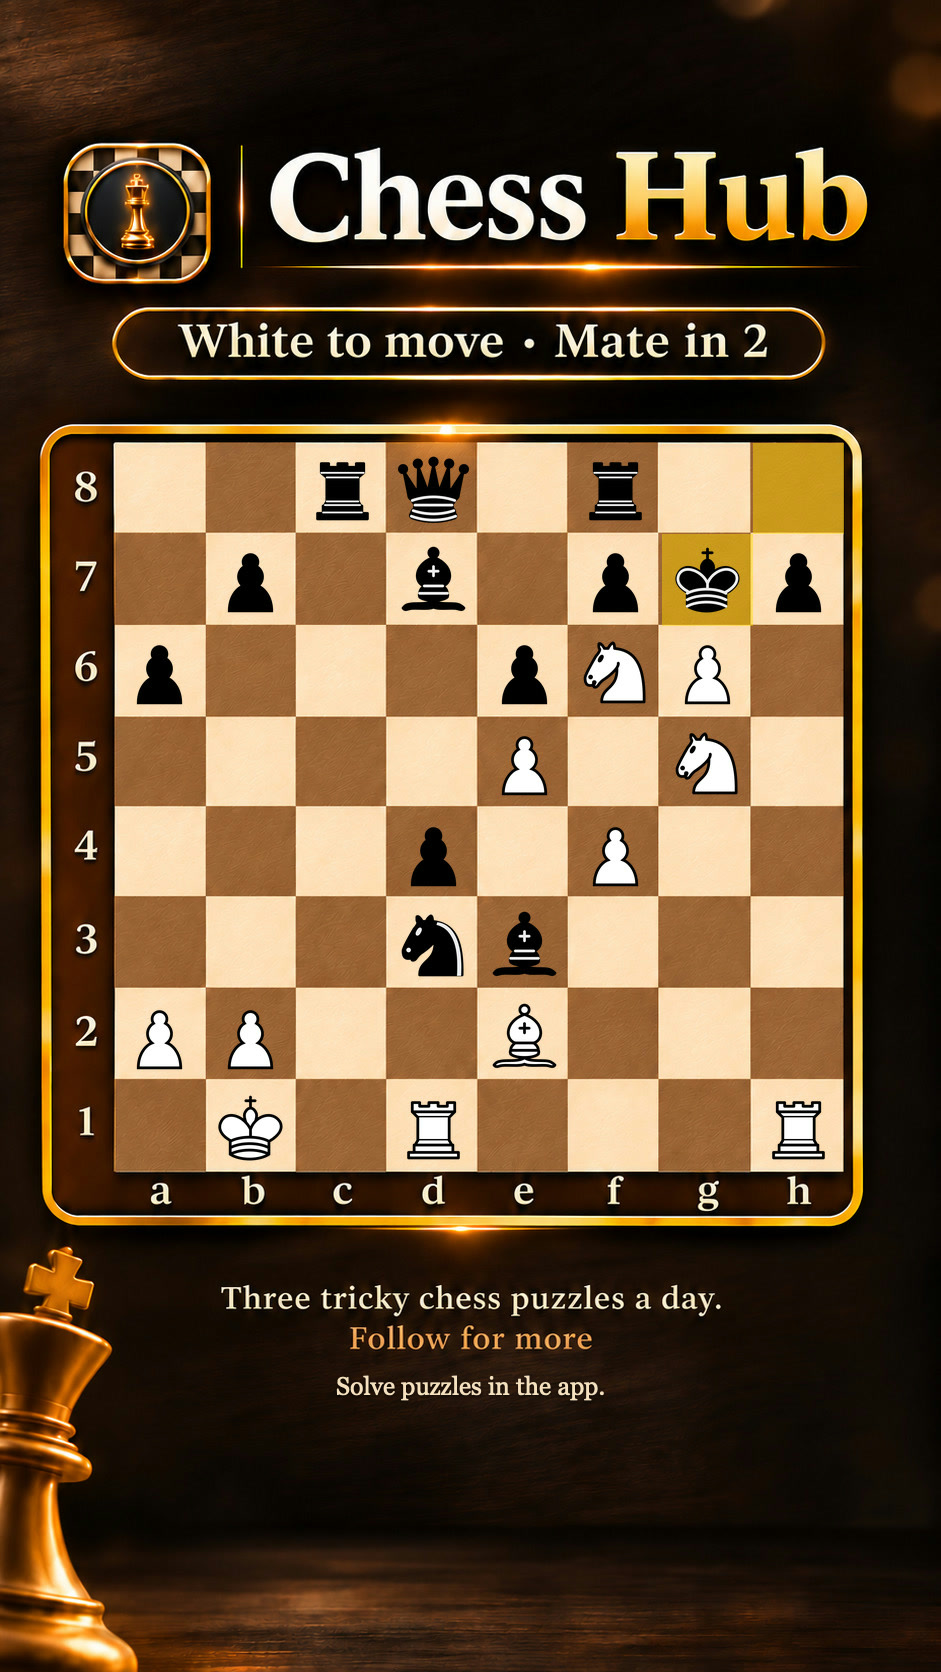 Chess Hub
White to move • Mate in 2
8
7
6
5
4
3
2
1
a b c d e f g h
Three tricky chess puzzles a day.
Follow for more
Solve puzzles in the app.